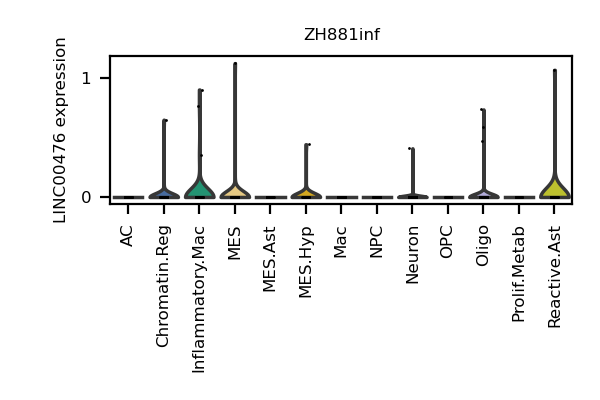 ZH881inf
LINC00476 expression
1
0
AC
Chromatin.Reg
Inflammatory.Mac
MES
MES.Ast
MES.Hyp
Mac
NPC
Neuron
OPC
Oligo
Prolif.Metab
Reactive.Ast